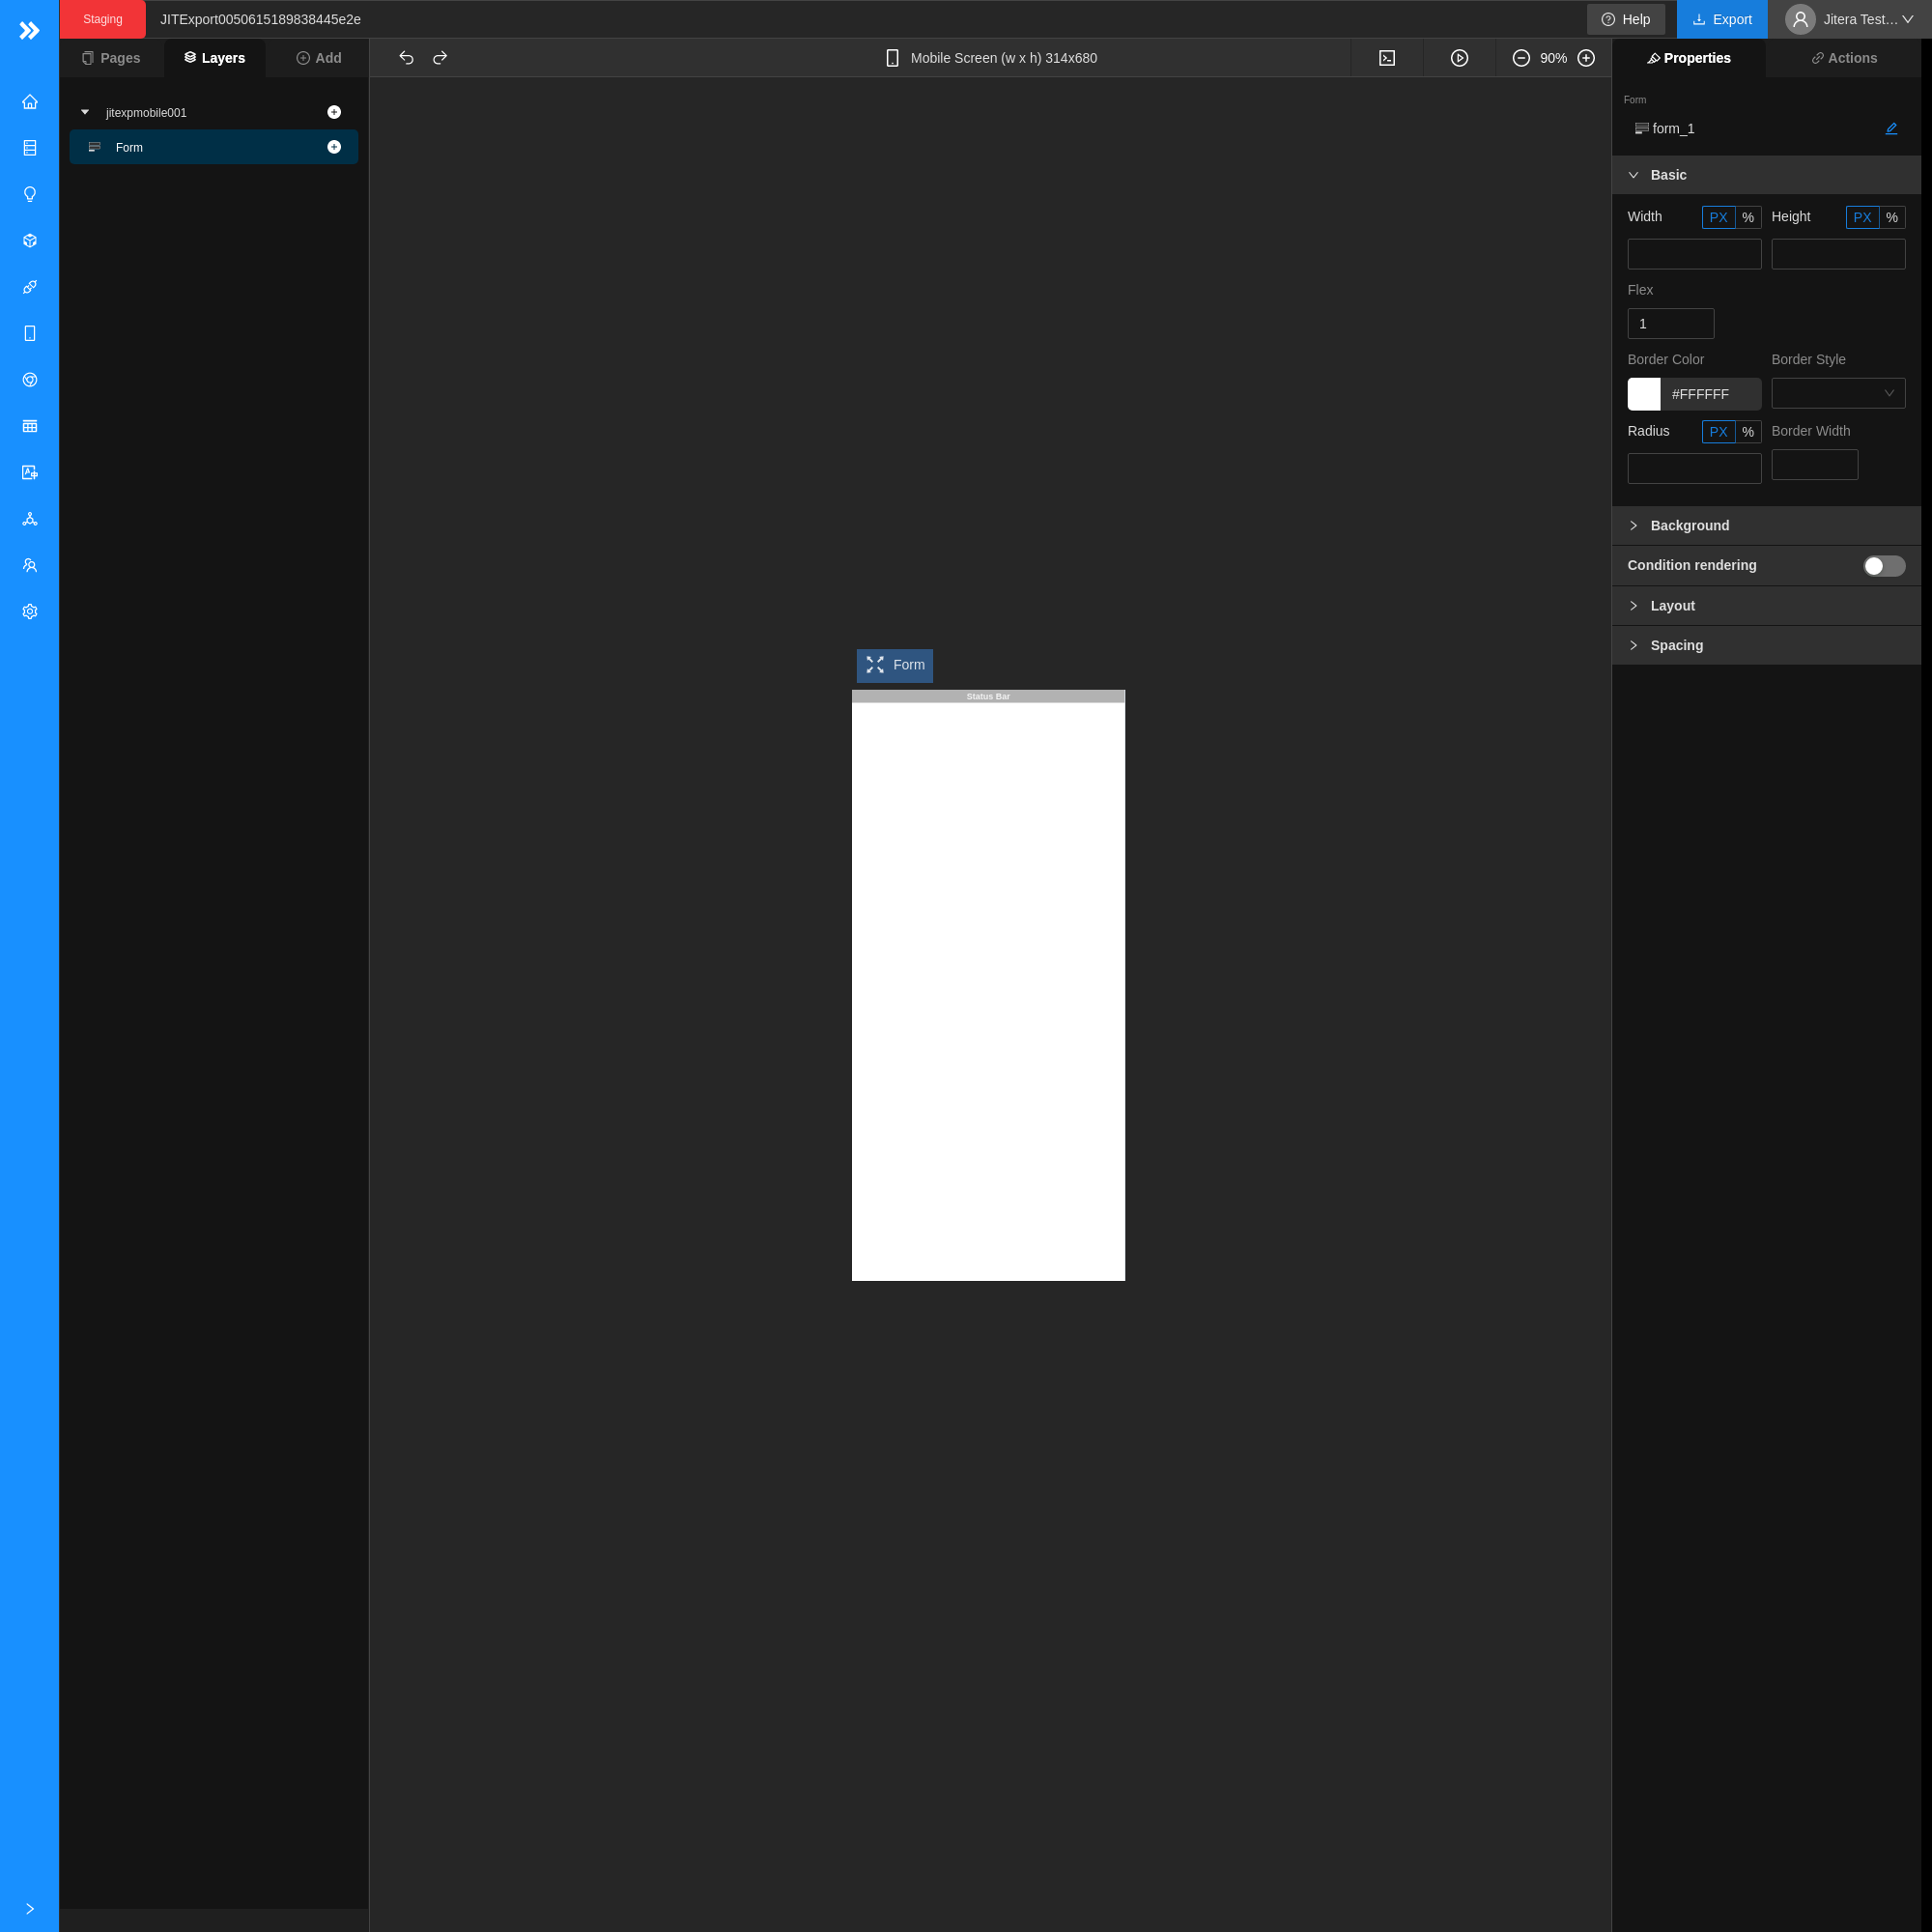 Staging
JITExport0050615189838445e2e
Help
Export
Jitera Test…
Pages
Layers
Add
Mobile Screen (w x h) 314x680
90%
Properties
Actions
jitexpmobile001
Form
Form
form_1
Basic
Width PX % Height PX %
Flex
1
Border Color Border Style
#FFFFFF
Radius PX % Border Width
Background
Condition rendering
Layout
Spacing
Form
Status Bar